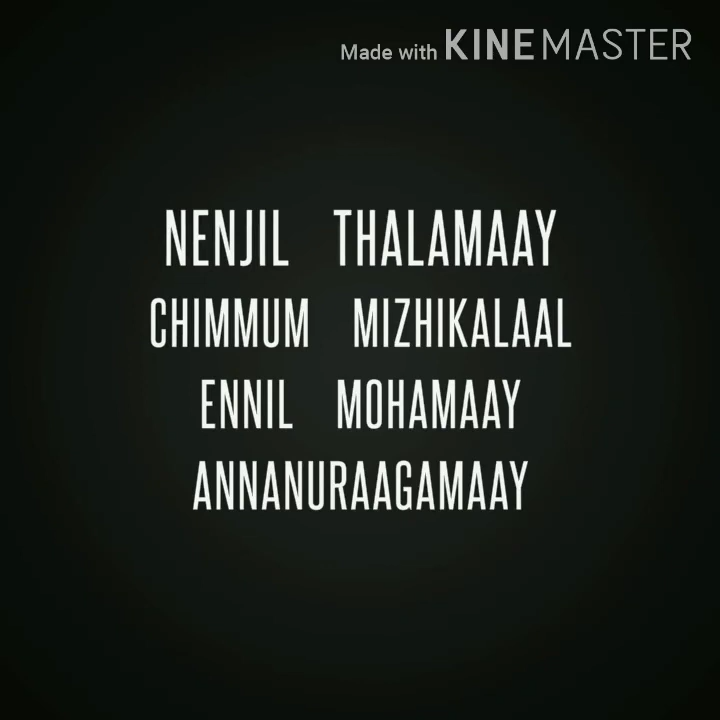 Made with KINEMASTER
NENJIL THALAMAAY
CHIMMUM MIZHIKALAAL
ENNIL MOHAMAAY
ANNANURAAGAMAAY